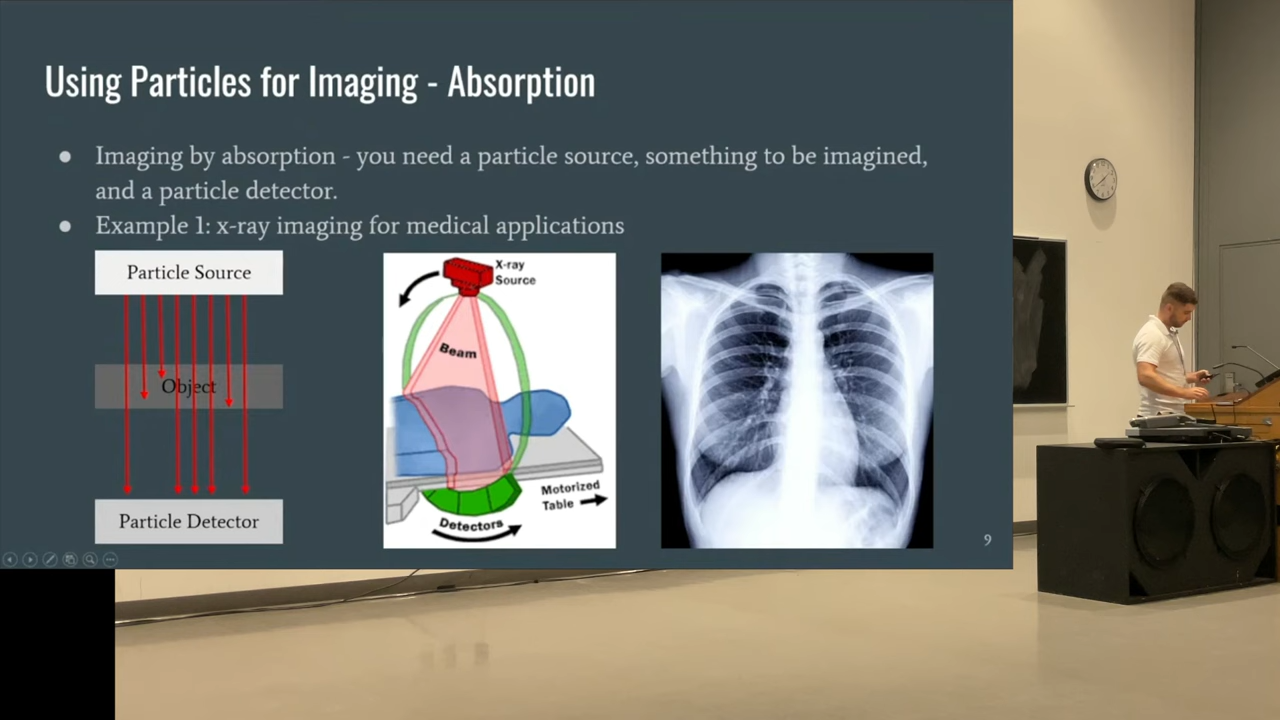 Using Particles for Imaging - Absorption
● Imaging by absorption - you need a particle source, something to be imagined,
and a particle detector.
● Example 1: x-ray imaging for medical applications
Particle Source
Object
Particle Detector
X-ray
Source
Beam
Motorized
Table
Detectors
9